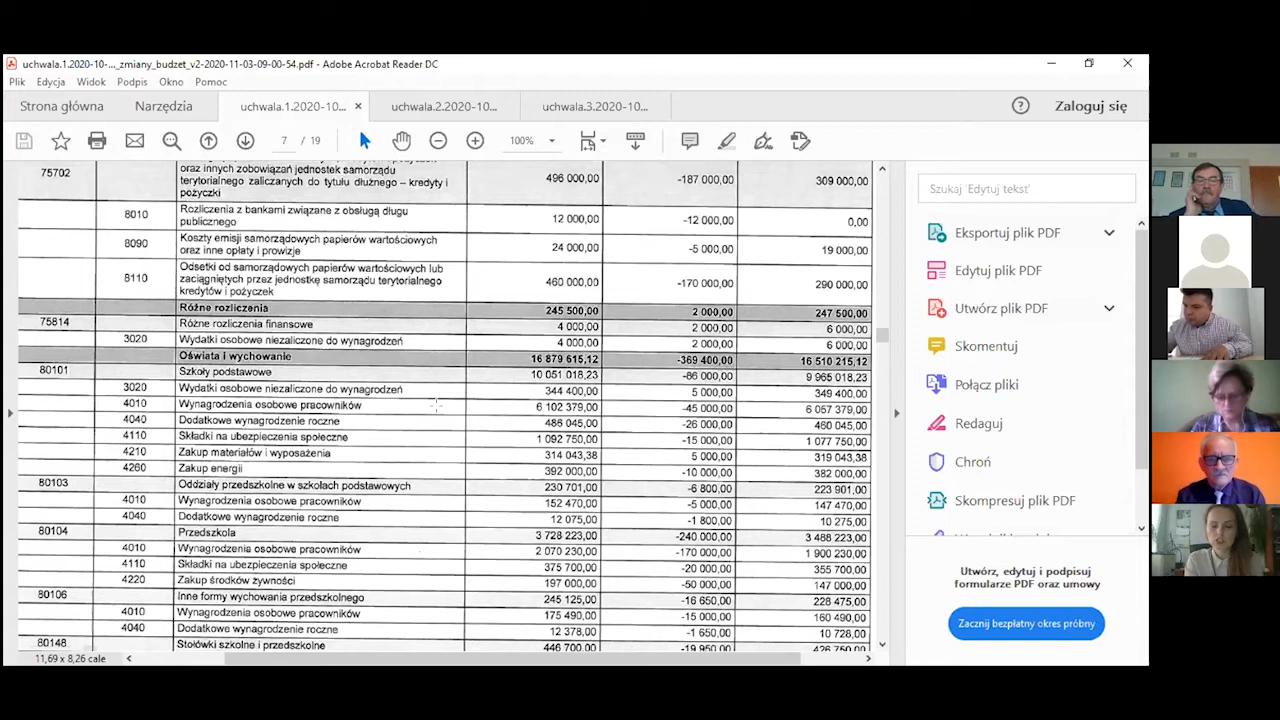 uchwala.1.2020-10-..._zmiany_budzet_v2-2020-11-03-09-00-54.pdf - Adobe Acrobat Reader DC
Plik Edycja Widok Podpis Okno Pomoc
Strona główna Narzędzia uchwala.1.2020-10-... × uchwala.2.2020-10... uchwala.3.2020-10... Zaloguj się
7 / 19 100%
75702 oraz innych zobowiązań jednostek samorządu
terytorialnego zaliczanych do tytułu dłużnego – kredyty i
pożyczki 496 000,00 -187 000,00 309 000,00
8010 Rozliczenia z bankami związane z obsługą długu
publicznego 12 000,00 -12 000,00 0,00
8090 Koszty emisji samorządowych papierów wartościowych
oraz inne opłaty i prowizje 24 000,00 -5 000,00 19 000,00
8110 Odsetki od samorządowych papierów wartościowych lub
zaciągniętych przez jednostkę samorządu terytorialnego
kredytów i pożyczek 460 000,00 -170 000,00 290 000,00
Różne rozliczenia 245 500,00 2 000,00 247 500,00
75814 Różne rozliczenia finansowe 4 000,00 2 000,00 6 000,00
3020 Wydatki osobowe niezaliczone do wynagrodzeń 4 000,00 2 000,00 6 000,00
Oświata i wychowanie 16 879 615,12 -369 400,00 16 510 215,12
80101 Szkoły podstawowe 10 051 018,23 -86 000,00 9 965 018,23
3020 Wydatki osobowe niezaliczone do wynagrodzeń 344 400,00 5 000,00 349 400,00
4010 Wynagrodzenia osobowe pracowników 6 102 379,00 -45 000,00 6 057 379,00
4040 Dodatkowe wynagrodzenie roczne 486 045,00 -26 000,00 460 045,00
4110 Składki na ubezpieczenia społeczne 1 092 750,00 -15 000,00 1 077 750,00
4210 Zakup materiałów i wyposażenia 314 043,38 5 000,00 319 043,38
4260 Zakup energii 392 000,00 -10 000,00 382 000,00
80103 Oddziały przedszkolne w szkołach podstawowych 230 701,00 -6 800,00 223 901,00
4010 Wynagrodzenia osobowe pracowników 152 470,00 -5 000,00 147 470,00
4040 Dodatkowe wynagrodzenie roczne 12 075,00 -1 800,00 10 275,00
80104 Przedszkola 3 728 223,00 -240 000,00 3 488 223,00
4010 Wynagrodzenia osobowe pracowników 2 070 230,00 -170 000,00 1 900 230,00
4110 Składki na ubezpieczenia społeczne 375 700,00 -20 000,00 355 700,00
4220 Zakup środków żywności 197 000,00 -50 000,00 147 000,00
80106 Inne formy wychowania przedszkolnego 245 125,00 -16 650,00 228 475,00
4010 Wynagrodzenia osobowe pracowników 175 490,00 -15 000,00 160 490,00
4040 Dodatkowe wynagrodzenie roczne 12 378,00 -1 650,00 10 728,00
80148 Stołówki szkolne i przedszkolne 446 700,00 -19 950,00 426 750,00
11,69 x 8,26 cale
Szukaj 'Edytuj tekst'
Eksportuj plik PDF
Edytuj plik PDF
Utwórz plik PDF
Skomentuj
Połącz pliki
Redaguj
Chroń
Skompresuj plik PDF
Utwórz, edytuj i podpisuj
formularze PDF oraz umowy
Zacznij bezpłatny okres próbny